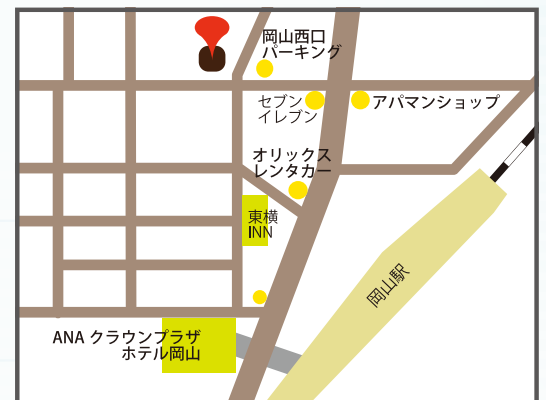 岡山西口
パーキング
セブン
イレブン
アパマンショップ
オリックス
レンタカー
東横
INN
岡山駅
ANA クラウンプラザ
ホテル岡山